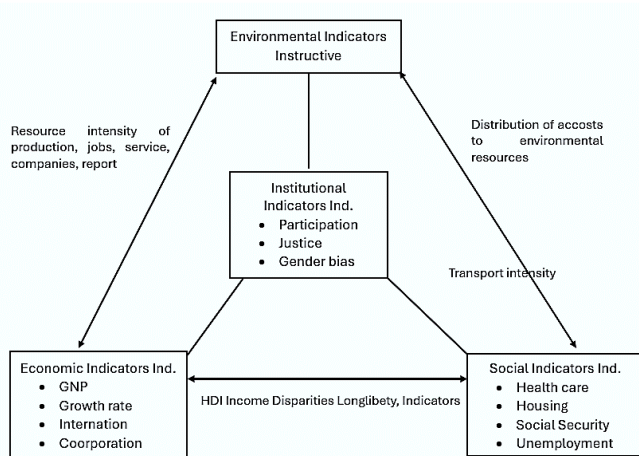 Environmental Indicators
Instructive
Resource intensity of
production, jobs, service,
companies, report
Distribution of accosts
to environmental
resources
Institutional
Indicators Ind.
• Participation
• Justice
• Gender bias
Transport intensity
Economic Indicators Ind.
• GNP
• Growth rate
• Internation
• Coorporation
HDI Income Disparities Longlibety, Indicators
Social Indicators Ind.
• Health care
• Housing
• Social Security
• Unemployment